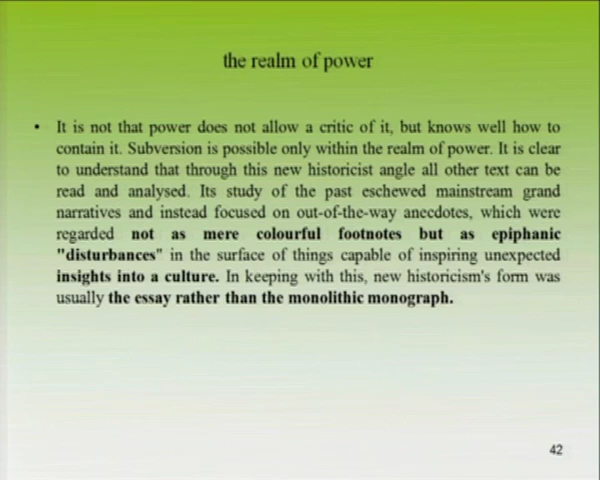 the realm of power
• It is not that power does not allow a critic of it, but knows well how to
contain it. Subversion is possible only within the realm of power. It is clear
to understand that through this new historicist angle all other text can be
read and analysed. Its study of the past eschewed mainstream grand
narratives and instead focused on out-of-the-way anecdotes, which were
regarded not as mere colourful footnotes but as epiphanic
"disturbances" in the surface of things capable of inspiring unexpected
insights into a culture. In keeping with this, new historicism's form was
usually the essay rather than the monolithic monograph.
42